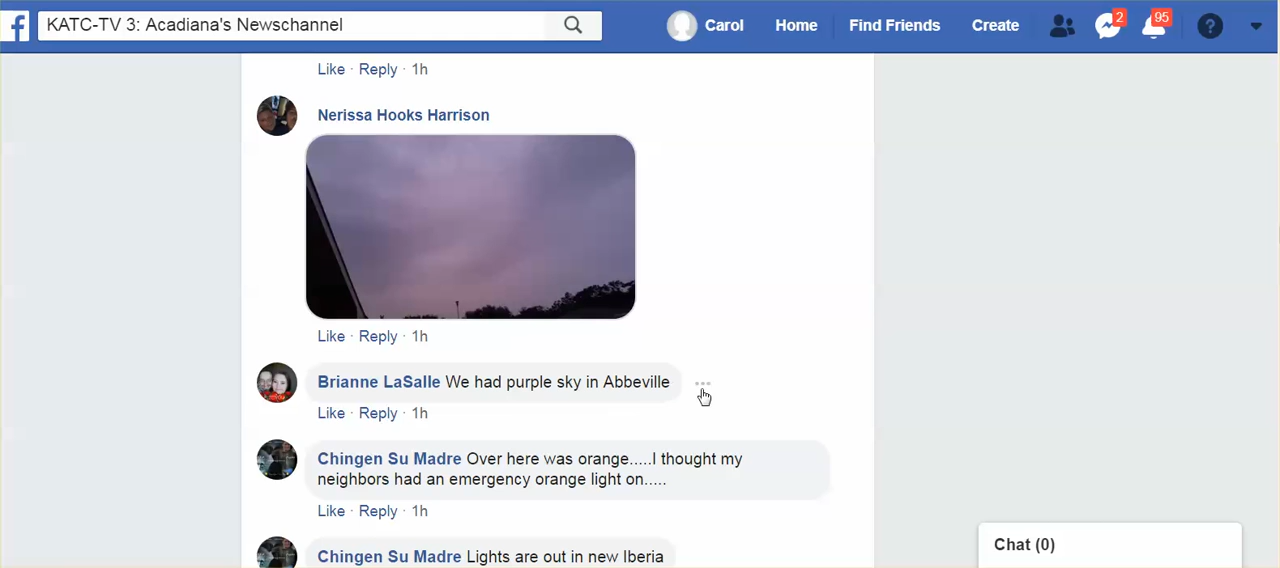 KATC-TV 3: Acadiana's Newschannel
Carol Home Find Friends Create 2 95
Like · Reply · 1h
Nerissa Hooks Harrison
Like · Reply · 1h
Brianne LaSalle We had purple sky in Abbeville
Like · Reply · 1h
Chingen Su Madre Over here was orange.....I thought my
neighbors had an emergency orange light on.....
Like · Reply · 1h
Chingen Su Madre Lights are out in new Iberia
Chat (0)